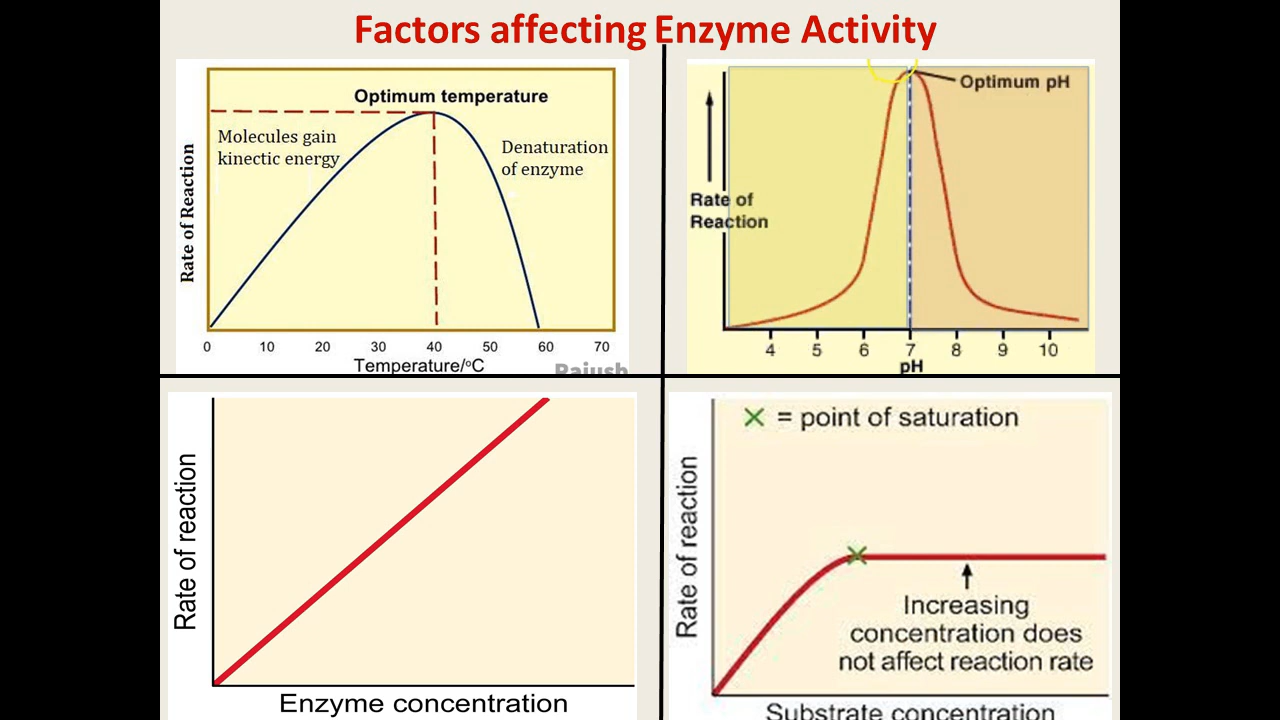 Factors affecting Enzyme Activity
Optimum temperature
Molecules gain
kinectic energy
Denaturation
of enzyme
Rate of Reaction
0 10 20 30 40 50 60 70
Temperature/°C
Optimum pH
Rate of
Reaction
4 5 6 7 8 9 10
pH
Rate of reaction
Enzyme concentration
× = point of saturation
Rate of reaction
Increasing
concentration does
not affect reaction rate
Substrate concentration